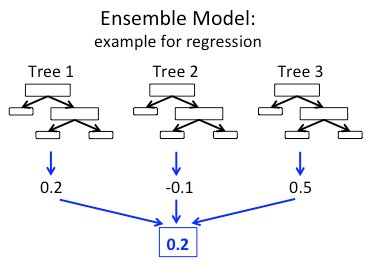 Ensemble Model:
example for regression
Tree 1 Tree 2 Tree 3
0.2 -0.1 0.5
0.2